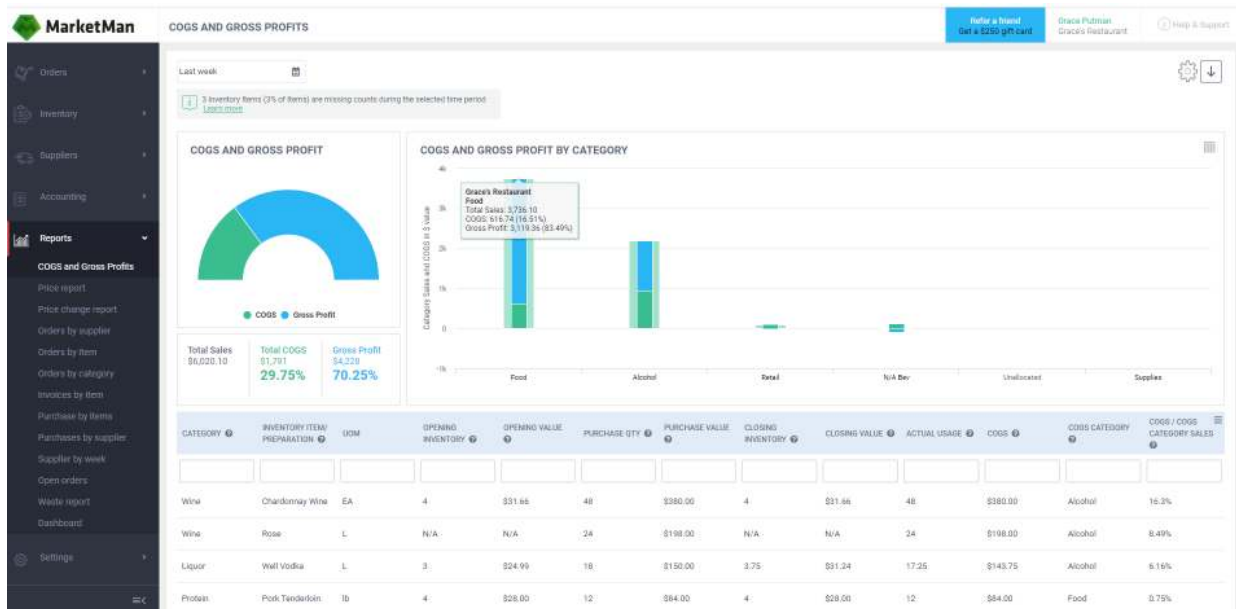 MarketMan
COGS AND GROSS PROFITS
Refer a friend
Get a $250 gift card
Grace Putman
Grace's Restaurant
Help & Support
Orders
Inventory
Suppliers
Accounting
Reports
COGS and Gross Profits
Price report
Price change report
Orders by supplier
Orders by Item
Orders by category
Invoices by item
Purchase by Items
Purchases by supplier
Supplier by week
Open orders
Waste report
Dashboard
Settings
Last week
3 Inventory Items (3% of Items) are missing counts during the selected time period
Learn more
COGS AND GROSS PROFIT
COGS Gross Profit
Total Sales
$6,020.10
Total COGS
$1,791
29.75%
Gross Profit
$4,228
70.25%
COGS AND GROSS PROFIT BY CATEGORY
Category Sales and COGS in $ value
4k
3k
2k
1k
0
-1k
Grace's Restaurant
Food
Total Sales: 3,736.10
COGS: 616.74 (16.51%)
Gross Profit: 3,119.36 (83.49%)
Food Alcohol Retail N/A Bev Unallocated Supplies
CATEGORY INVENTORY ITEM/ PREPARATION UOM OPENING INVENTORY OPENING VALUE PURCHASE QTY PURCHASE VALUE CLOSING INVENTORY CLOSING VALUE ACTUAL USAGE COGS COGS CATEGORY COGS / COGS CATEGORY SALES
Wine Chardonnay Wine EA 4 $31.66 48 $380.00 4 $31.66 48 $380.00 Alcohol 16.3%
Wine Rose L N/A N/A 24 $198.00 N/A N/A 24 $198.00 Alcohol 8.49%
Liquor Well Vodka L 3 $24.99 18 $150.00 3.75 $31.24 17.25 $143.75 Alcohol 6.16%
Protein Pork Tenderloin lb 4 $28.00 12 $84.00 4 $28.00 12 $84.00 Food 0.75%